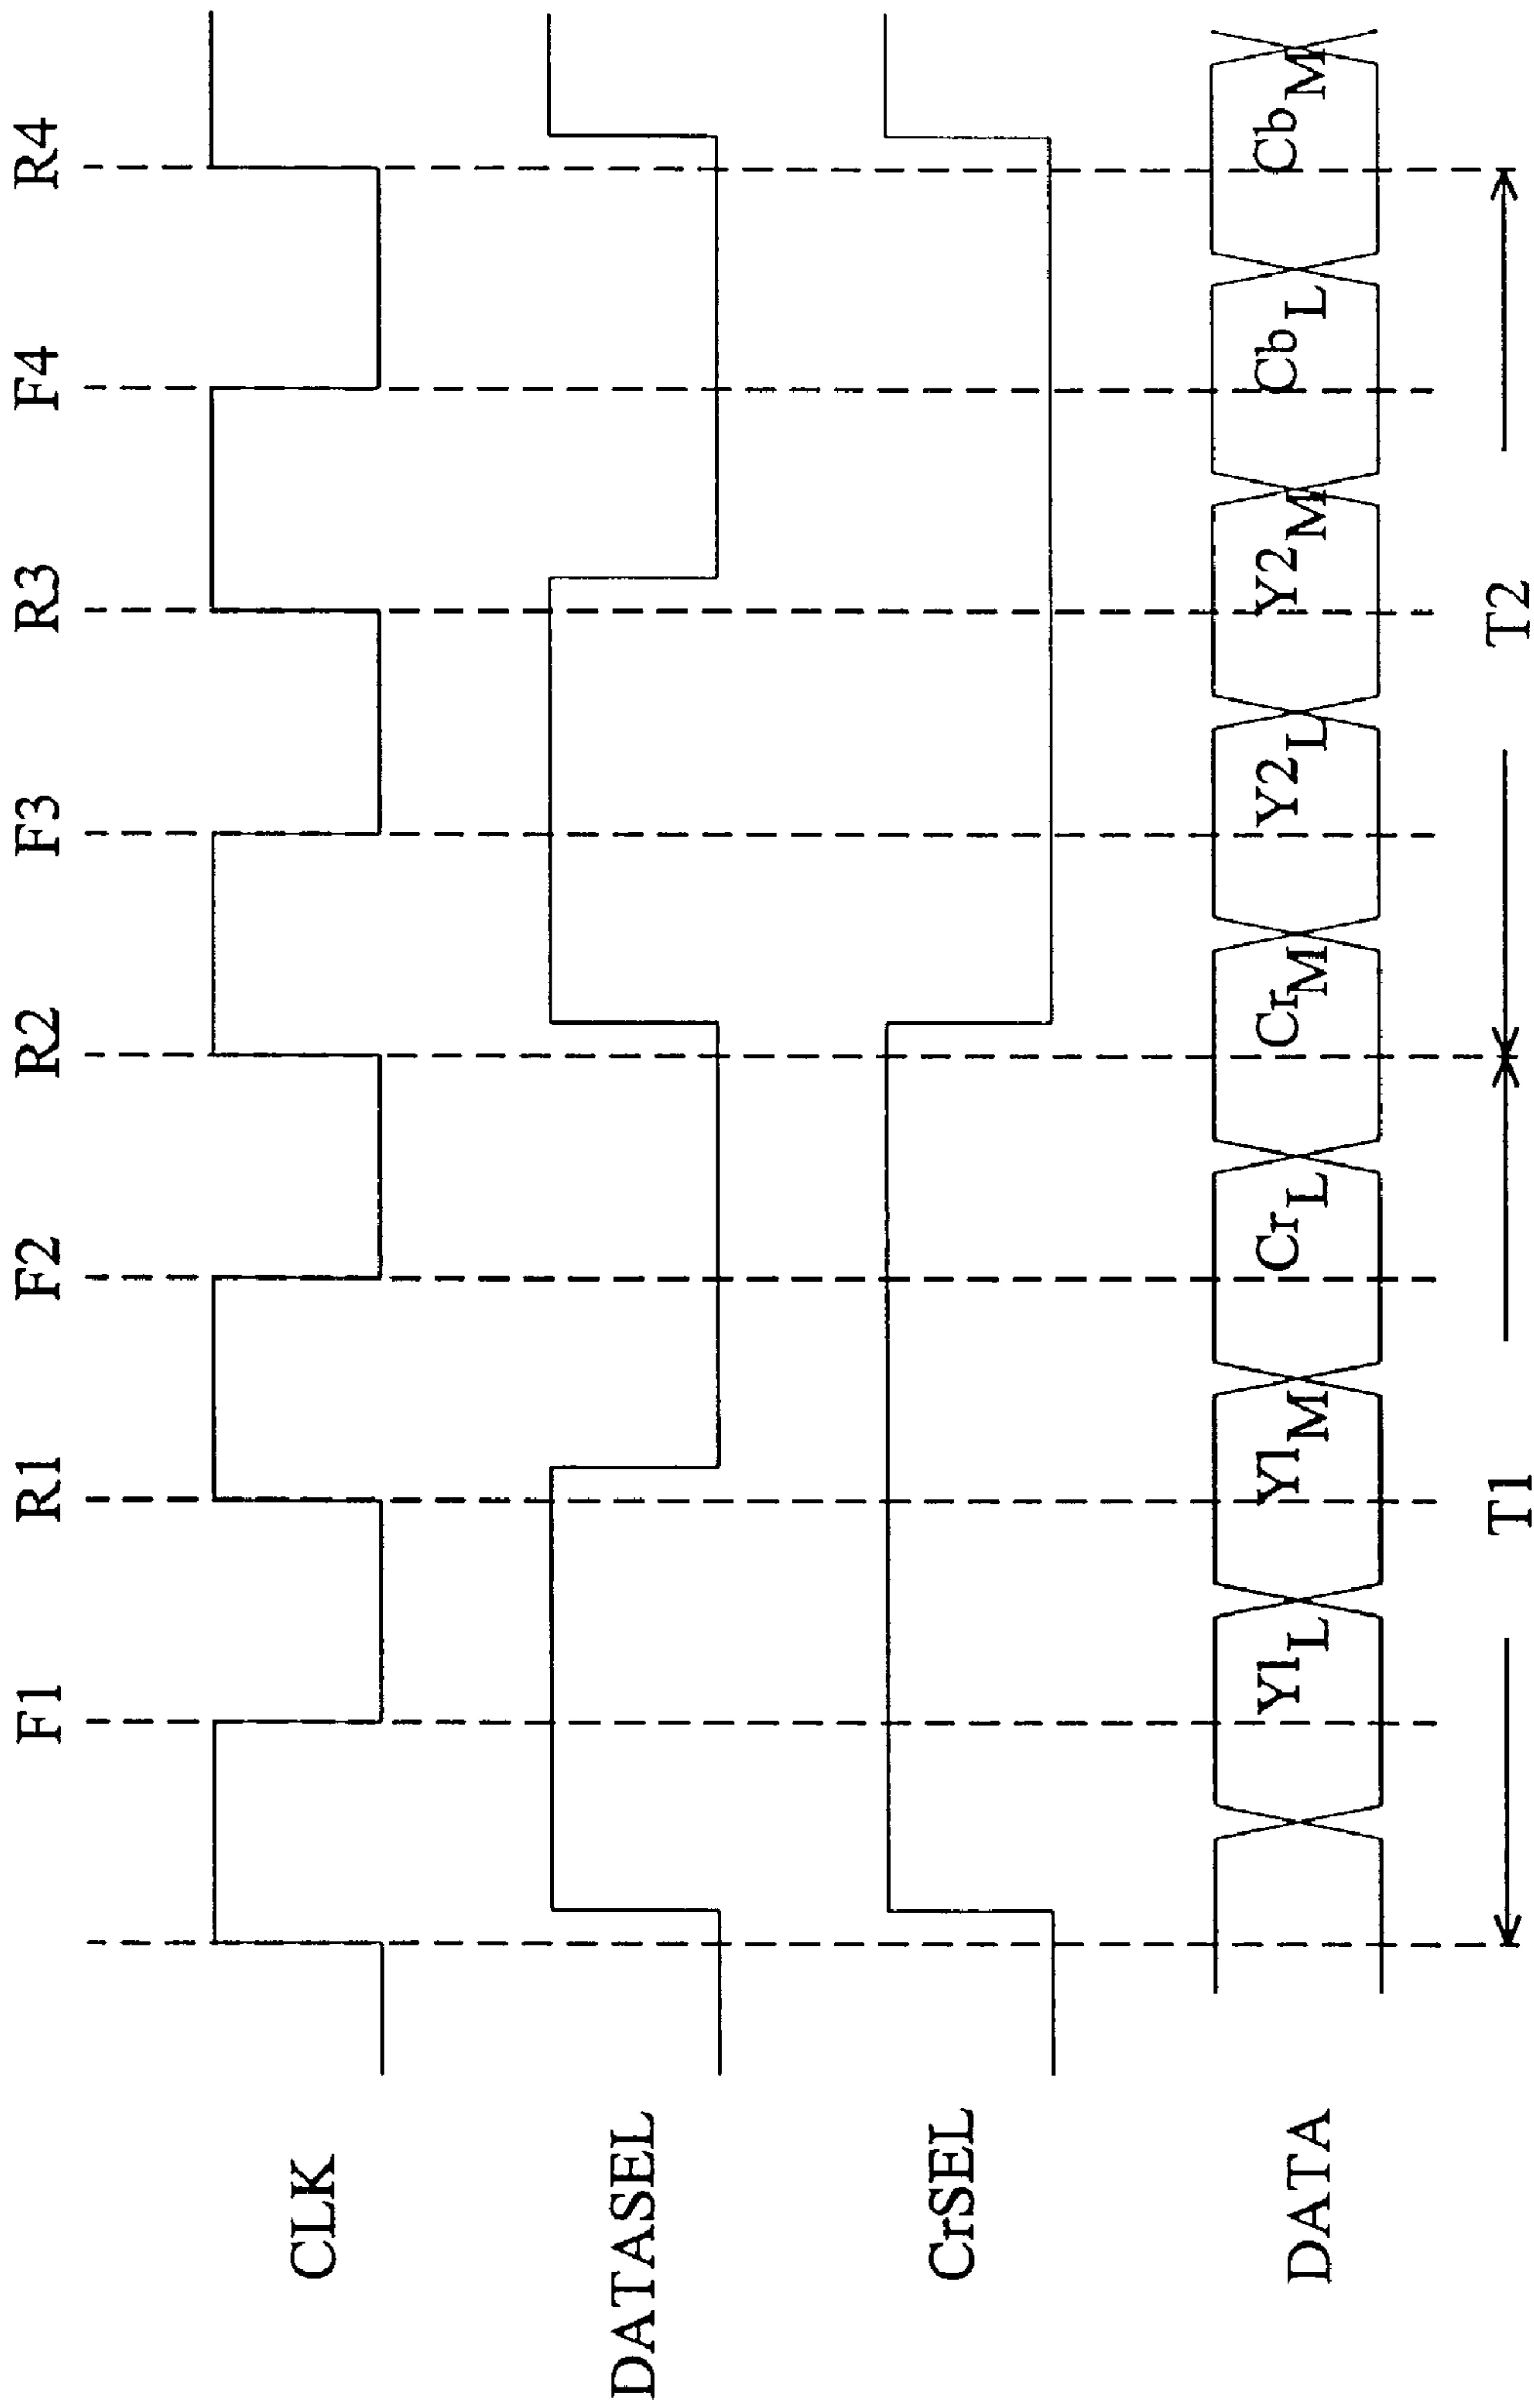 F1 R1 F2 R2 F3 R3 F4 R4
CLK
DATASEL
CrSEL
DATA Y1L Y1M CrL CrM Y2L Y2M CbL CbM
T1 T2